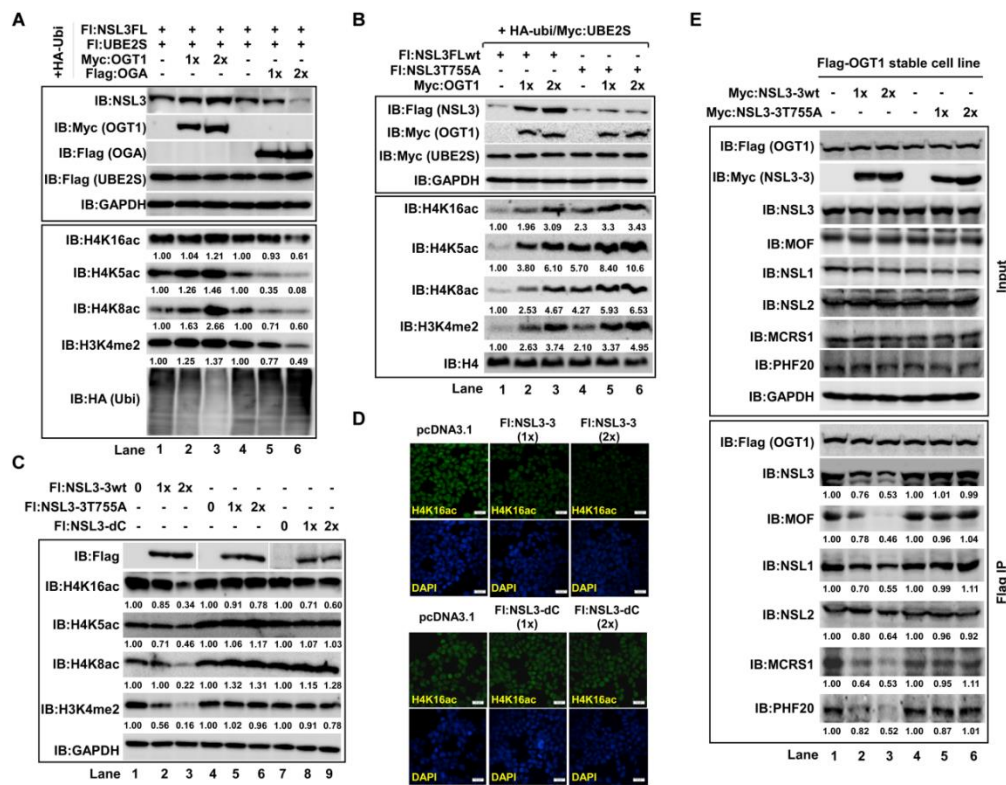 A
+HA-Ubi
Fl:NSL3FL + + + + + +
Fl:UBE2S + + + + + +
Myc:OGT1 - 1x 2x - - -
Flag:OGA - - - - 1x 2x
IB:NSL3
IB:Myc (OGT1)
IB:Flag (OGA)
IB:Flag (UBE2S)
IB:GAPDH
IB:H4K16ac
1.00 1.04 1.21 1.00 0.93 0.61
IB:H4K5ac
1.00 1.26 1.46 1.00 0.35 0.08
IB:H4K8ac
1.00 1.63 2.66 1.00 0.71 0.60
IB:H3K4me2
1.00 1.25 1.37 1.00 0.77 0.49
IB:HA (Ubi)
Lane 1 2 3 4 5 6
B
+ HA-ubi/Myc:UBE2S
Fl:NSL3FLwt + + + - - -
Fl:NSL3T755A - - - + + +
Myc:OGT1 - 1x 2x - 1x 2x
IB:Flag (NSL3)
IB:Myc (OGT1)
IB:Myc (UBE2S)
IB:GAPDH
IB:H4K16ac
1.00 1.96 3.09 2.3 3.3 3.43
IB:H4K5ac
1.00 3.80 6.10 5.70 8.40 10.6
IB:H4K8ac
1.00 2.53 4.67 4.27 5.93 6.53
IB:H3K4me2
1.00 2.63 3.74 2.10 3.37 4.95
IB:H4
Lane 1 2 3 4 5 6
C
Fl:NSL3-3wt 0 1x 2x - - - - - -
Fl:NSL3-3T755A - - - 0 1x 2x - - -
Fl:NSL3-dC - - - - - - 0 1x 2x
IB:Flag
IB:H4K16ac
1.00 0.85 0.34 1.00 0.91 0.78 1.00 0.71 0.60
IB:H4K5ac
1.00 0.71 0.46 1.00 1.06 1.17 1.00 1.07 1.03
IB:H4K8ac
1.00 1.00 0.22 1.00 1.32 1.31 1.00 1.15 1.28
IB:H3K4me2
1.00 0.56 0.16 1.00 1.02 0.96 1.00 0.91 0.78
IB:GAPDH
Lane 1 2 3 4 5 6 7 8 9
D
pcDNA3.1 Fl:NSL3-3 (1x) Fl:NSL3-3 (2x)
H4K16ac H4K16ac H4K16ac
DAPI DAPI DAPI
pcDNA3.1 Fl:NSL3-dC (1x) Fl:NSL3-dC (2x)
H4K16ac H4K16ac H4K16ac
DAPI DAPI DAPI
E
Flag-OGT1 stable cell line
Myc:NSL3-3wt - 1x 2x - - -
Myc:NSL3-3T755A - - - - 1x 2x
IB:Flag (OGT1)
IB:Myc (NSL3-3)
IB:NSL3
IB:MOF
IB:NSL1
IB:NSL2
IB:MCRS1
IB:PHF20
IB:GAPDH
Input
IB:Flag (OGT1)
IB:NSL3
1.00 0.76 0.53 1.00 1.01 0.99
IB:MOF
1.00 0.78 0.46 1.00 0.96 1.04
IB:NSL1
1.00 0.70 0.55 1.00 0.99 1.11
IB:NSL2
1.00 0.80 0.64 1.00 0.96 0.92
IB:MCRS1
1.00 0.64 0.53 1.00 0.95 1.11
IB:PHF20
1.00 0.82 0.52 1.00 0.87 1.01
Flag IP
Lane 1 2 3 4 5 6